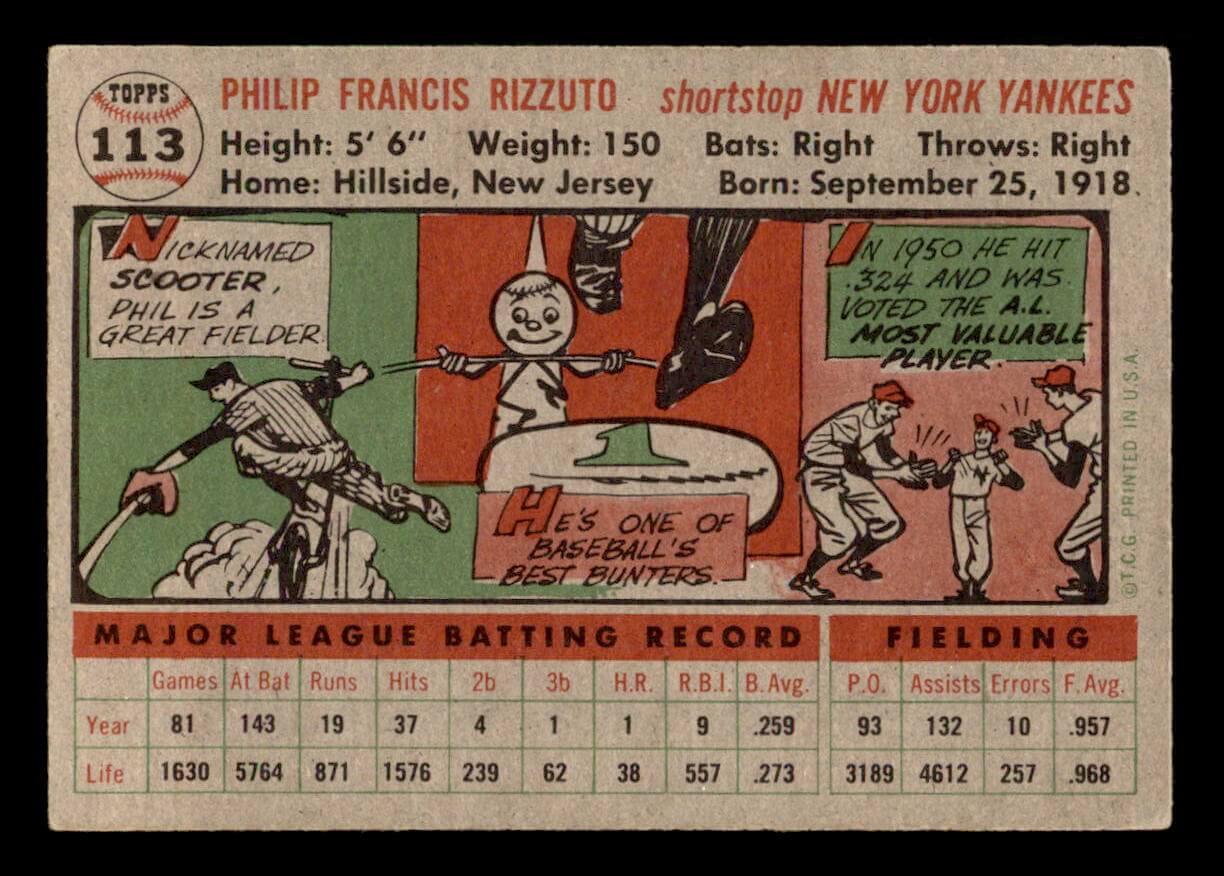 TOPPS
113
PHILIP FRANCIS RIZZUTO shortstop NEW YORK YANKEES
Height: 5' 6" Weight: 150 Bats: Right Throws: Right
Home: Hillside, New Jersey Born: September 25, 1918.
NICKNAMED
SCOOTER,
PHIL IS A
GREAT FIELDER.
1
HE'S ONE OF
BASEBALL'S
BEST BUNTERS.
IN 1950 HE HIT
.324 AND WAS
VOTED THE A.L.
MOST VALUABLE
PLAYER.
©T.C.G. PRINTED IN U.S.A.
MAJOR LEAGUE BATTING RECORD FIELDING
Games At Bat Runs Hits 2b 3b H.R. R.B.I. B. Avg. P.O. Assists Errors F. Avg.
Year 81 143 19 37 4 1 1 9 .259 93 132 10 .957
Life 1630 5764 871 1576 239 62 38 557 .273 3189 4612 257 .968